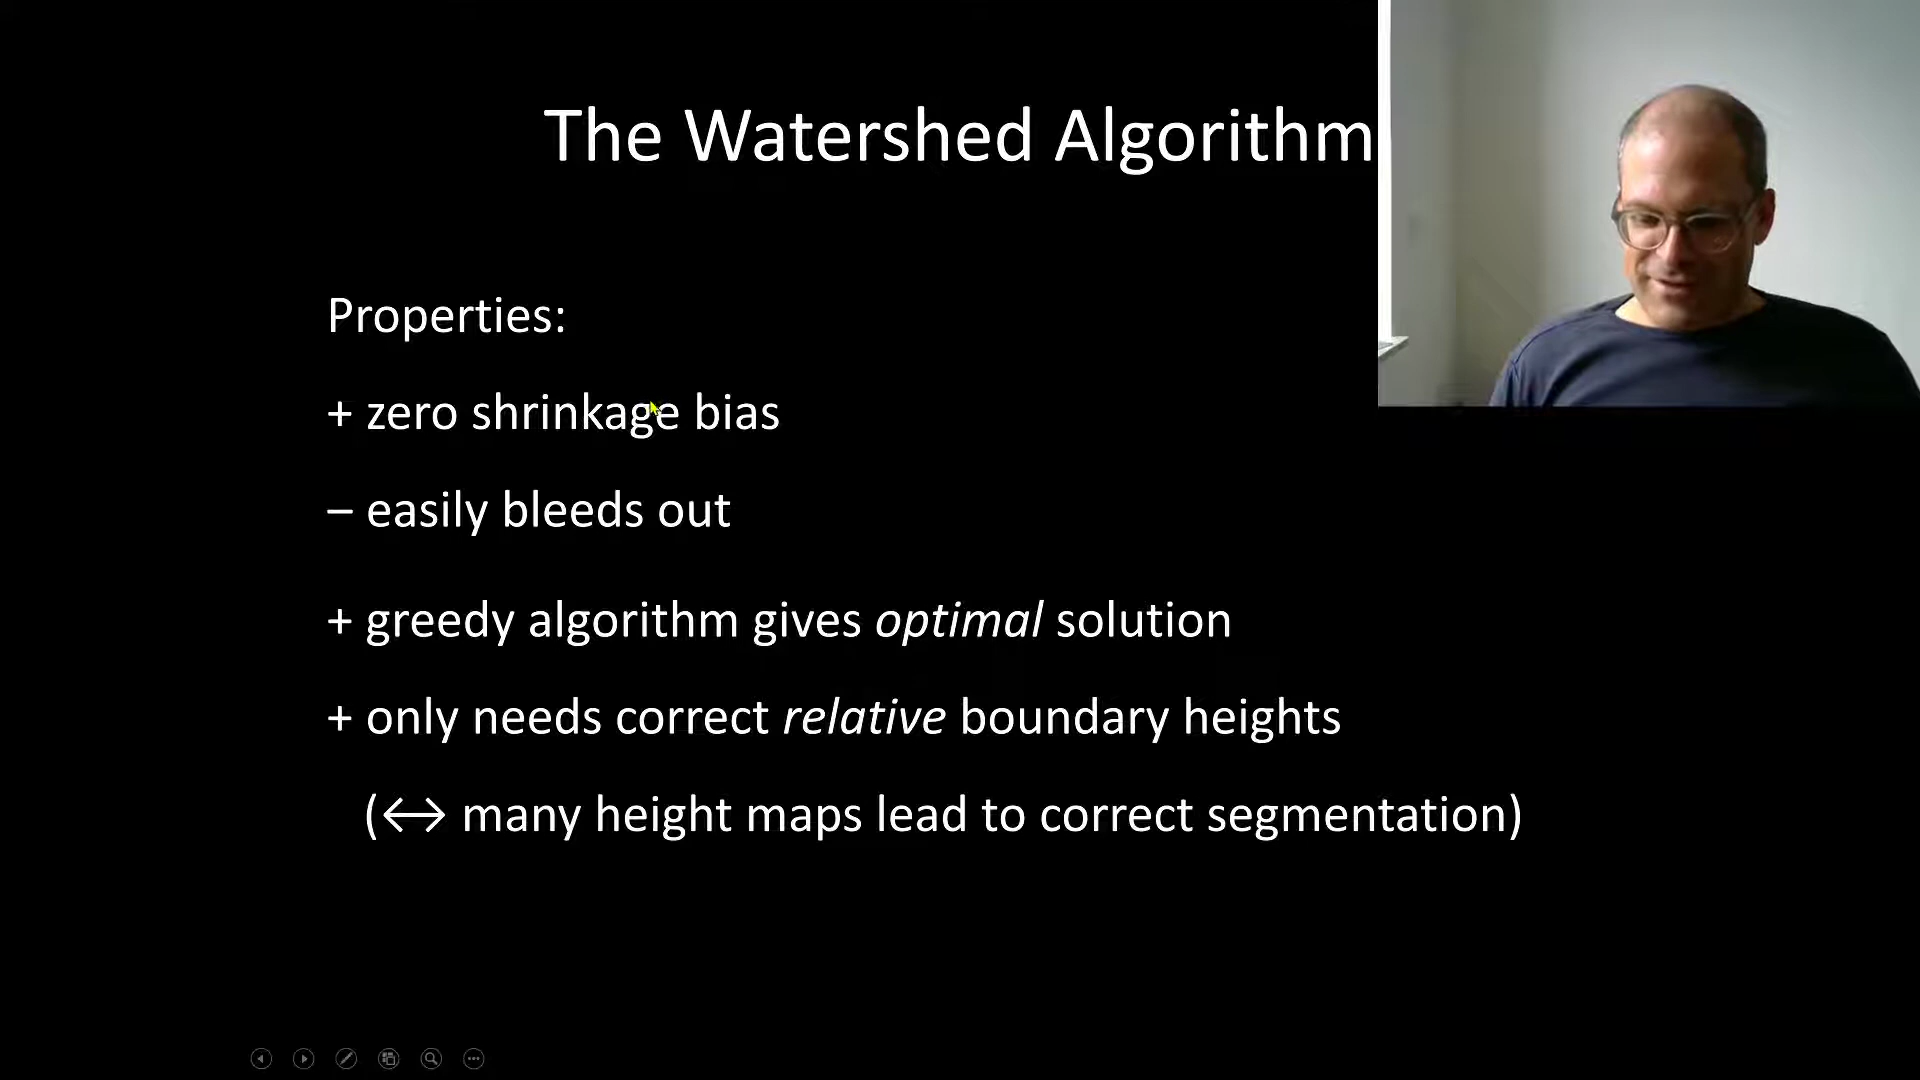 The Watershed Algorithm
Properties:
+ zero shrinkage bias
– easily bleeds out
+ greedy algorithm gives optimal solution
+ only needs correct relative boundary heights
(↔ many height maps lead to correct segmentation)